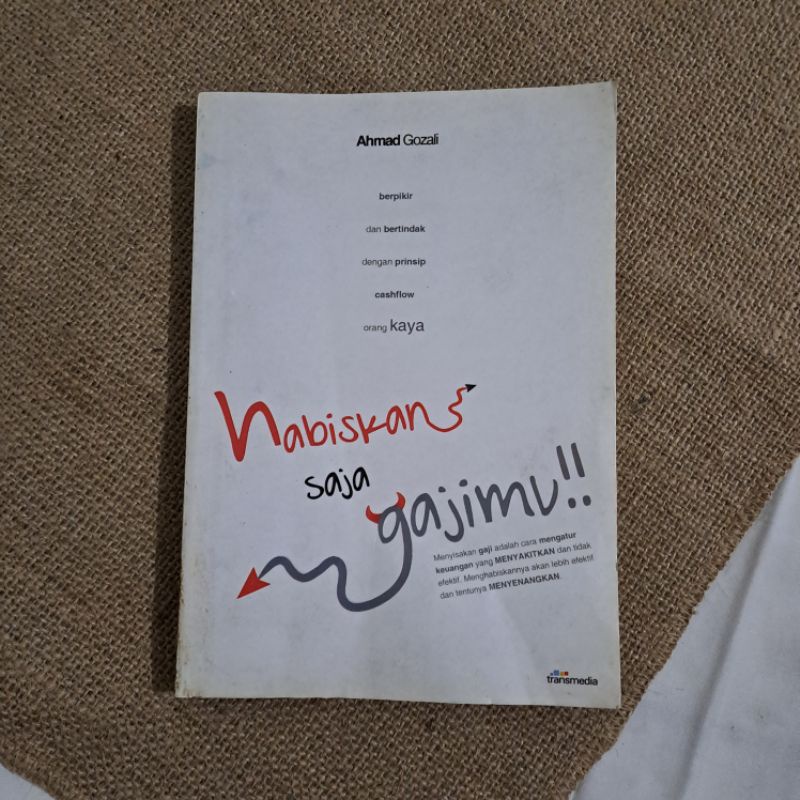 Ahmad Gozali
berpikir
dan bertindak
dengan prinsip
cashflow
orang kaya
Habiskan
saja
gajimu!!
Menyisakan gaji adalah cara mengatur
keuangan yang MENYAKITKAN dan tidak
efektif. Menghabiskannya akan lebih efektif
dan tentunya MENYENANGKAN.
transmedia